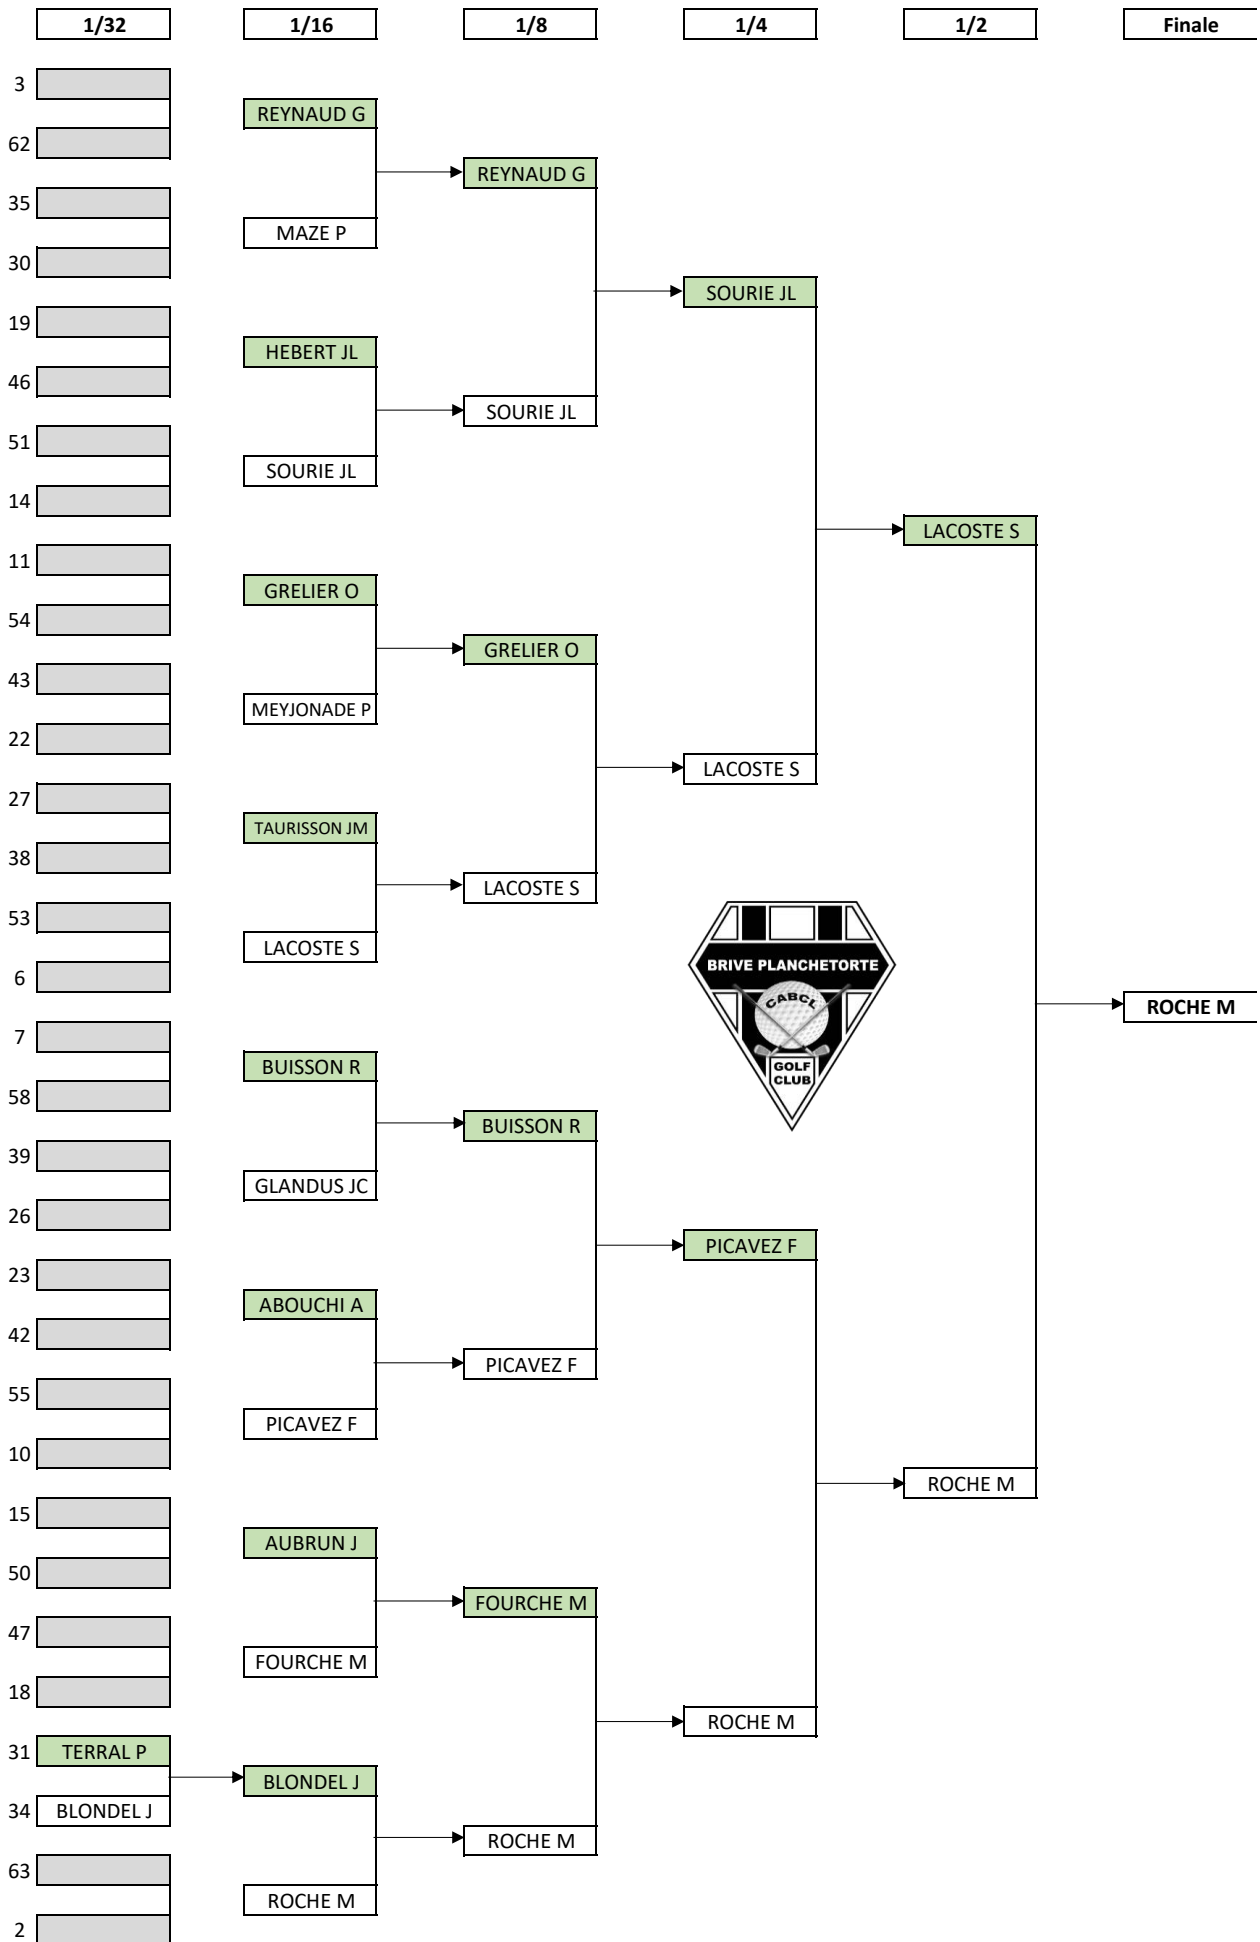 1/32 1/16 1/8 1/4 1/2 Finale
3
REYNAUD G
62
REYNAUD G
35
MAZE P
30
SOURIE JL
19
HEBERT JL
46
SOURIE JL
51
SOURIE JL
14
LACOSTE S
11
GRELIER O
54
GRELIER O
43
MEYJONADE P
22
LACOSTE S
27
TAURISSON JM
38
LACOSTE S
53
LACOSTE S
6
BRIVE PLANCHETORTE
CABCL
GOLF
CLUB
ROCHE M
7
BUISSON R
58
BUISSON R
39
GLANDUS JC
26
PICAVEZ F
23
ABOUCHI A
42
PICAVEZ F
55
PICAVEZ F
10
ROCHE M
15
AUBRUN J
50
FOURCHE M
47
FOURCHE M
18
ROCHE M
31 TERRAL P
BLONDEL J
34 BLONDEL J
ROCHE M
63
ROCHE M
2